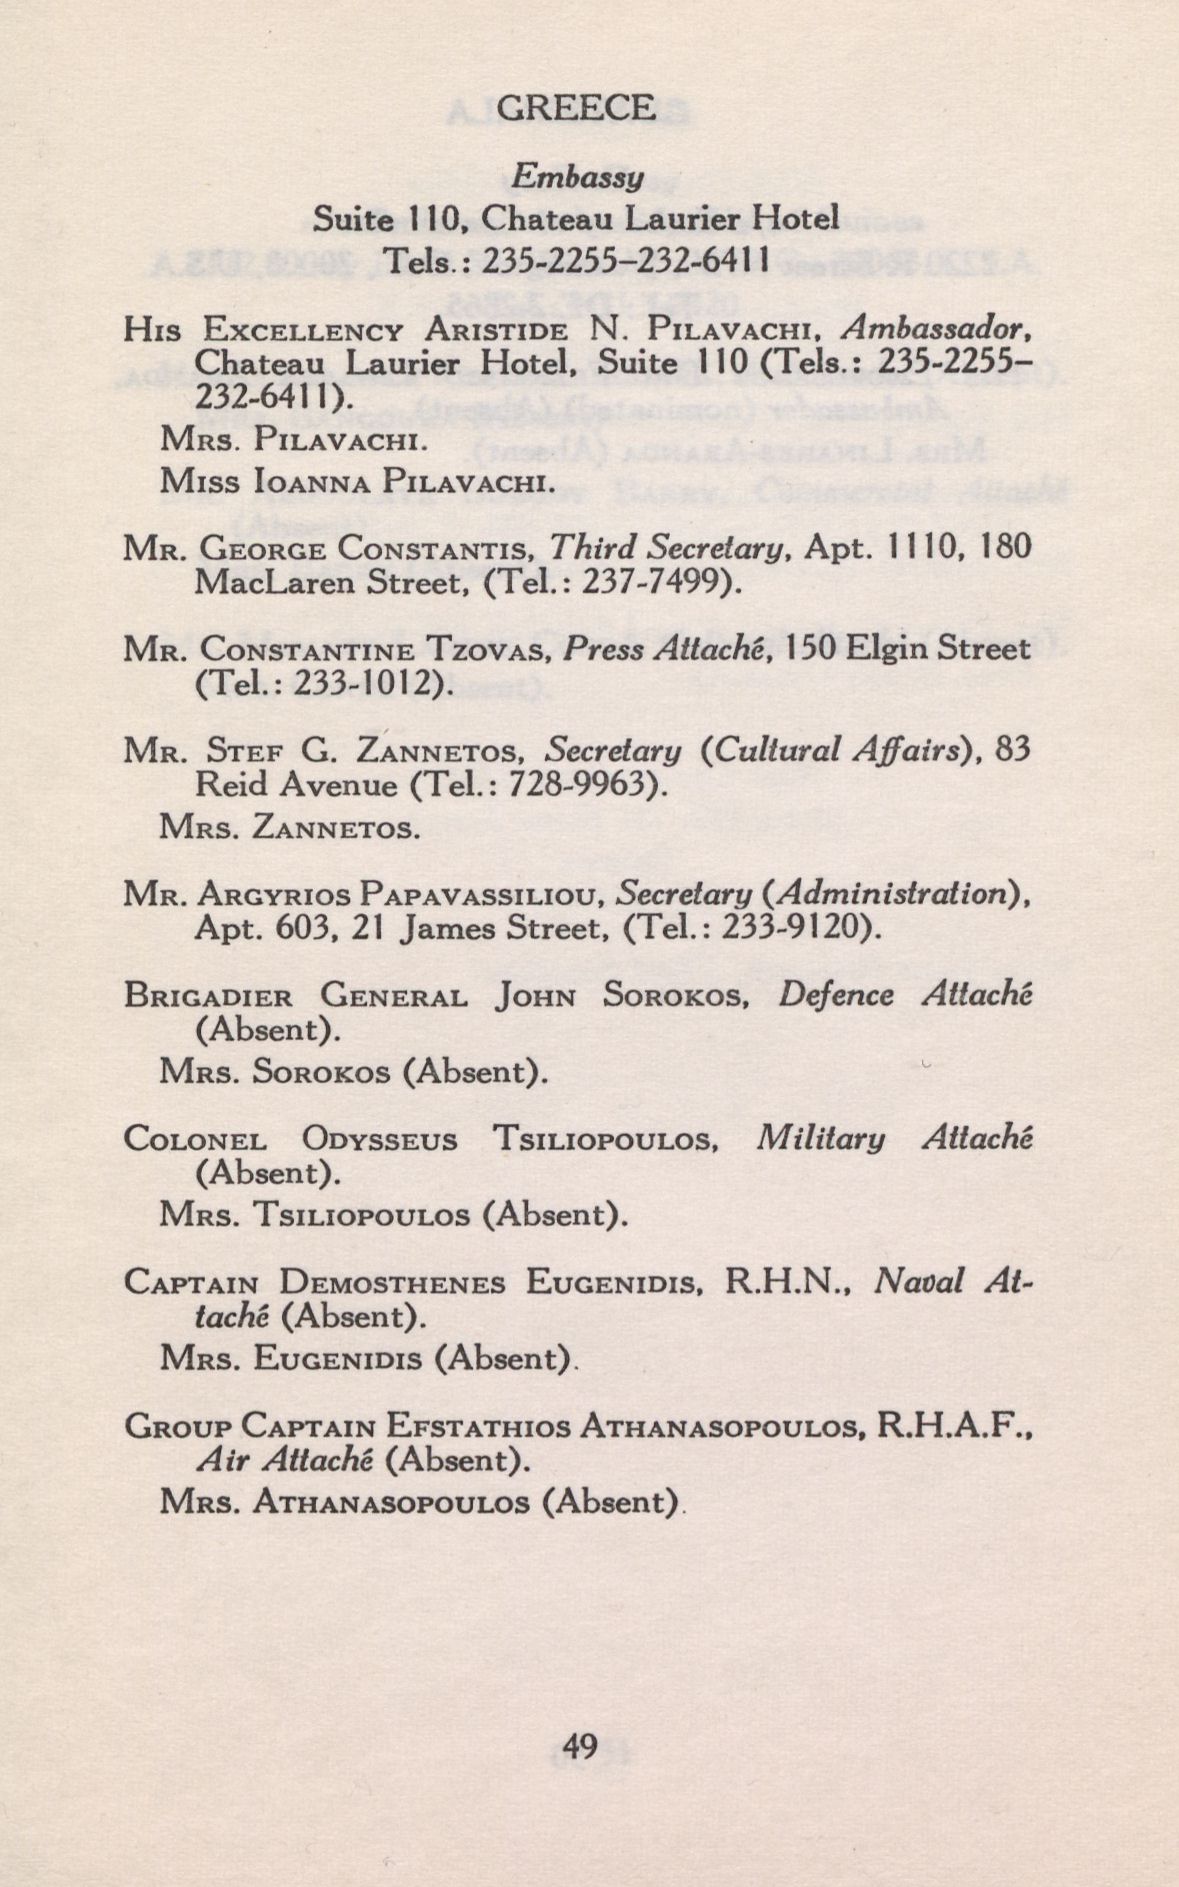 GREECE
Embassy
Suite 110, Chateau Laurier Hotel
Tels.: 235-2255–232-6411
His Excellency Aristide N. Pilavachi, Ambassador,
Chateau Laurier Hotel, Suite 110 (Tels.: 235-2255–
232-6411).
Mrs. Pilavachi.
Miss Ioanna Pilavachi.
Mr. George Constantis, Third Secretary, Apt. 1110, 180
MacLaren Street, (Tel.: 237-7499).
Mr. Constantine Tzovas, Press Attaché, 150 Elgin Street
(Tel.: 233-1012).
Mr. Stef G. Zannetos, Secretary (Cultural Affairs), 83
Reid Avenue (Tel.: 728-9963).
Mrs. Zannetos.
Mr. Argyrios Papavassiliou, Secretary (Administration),
Apt. 603, 21 James Street, (Tel.: 233-9120).
Brigadier General John Sorokos, Defence Attaché
(Absent).
Mrs. Sorokos (Absent).
Colonel Odysseus Tsiliopoulos, Military Attaché
(Absent).
Mrs. Tsiliopoulos (Absent).
Captain Demosthenes Eugenidis, R.H.N., Naval At-
taché (Absent).
Mrs. Eugenidis (Absent).
Group Captain Efstathios Athanasopoulos, R.H.A.F.,
Air Attaché (Absent).
Mrs. Athanasopoulos (Absent).
49